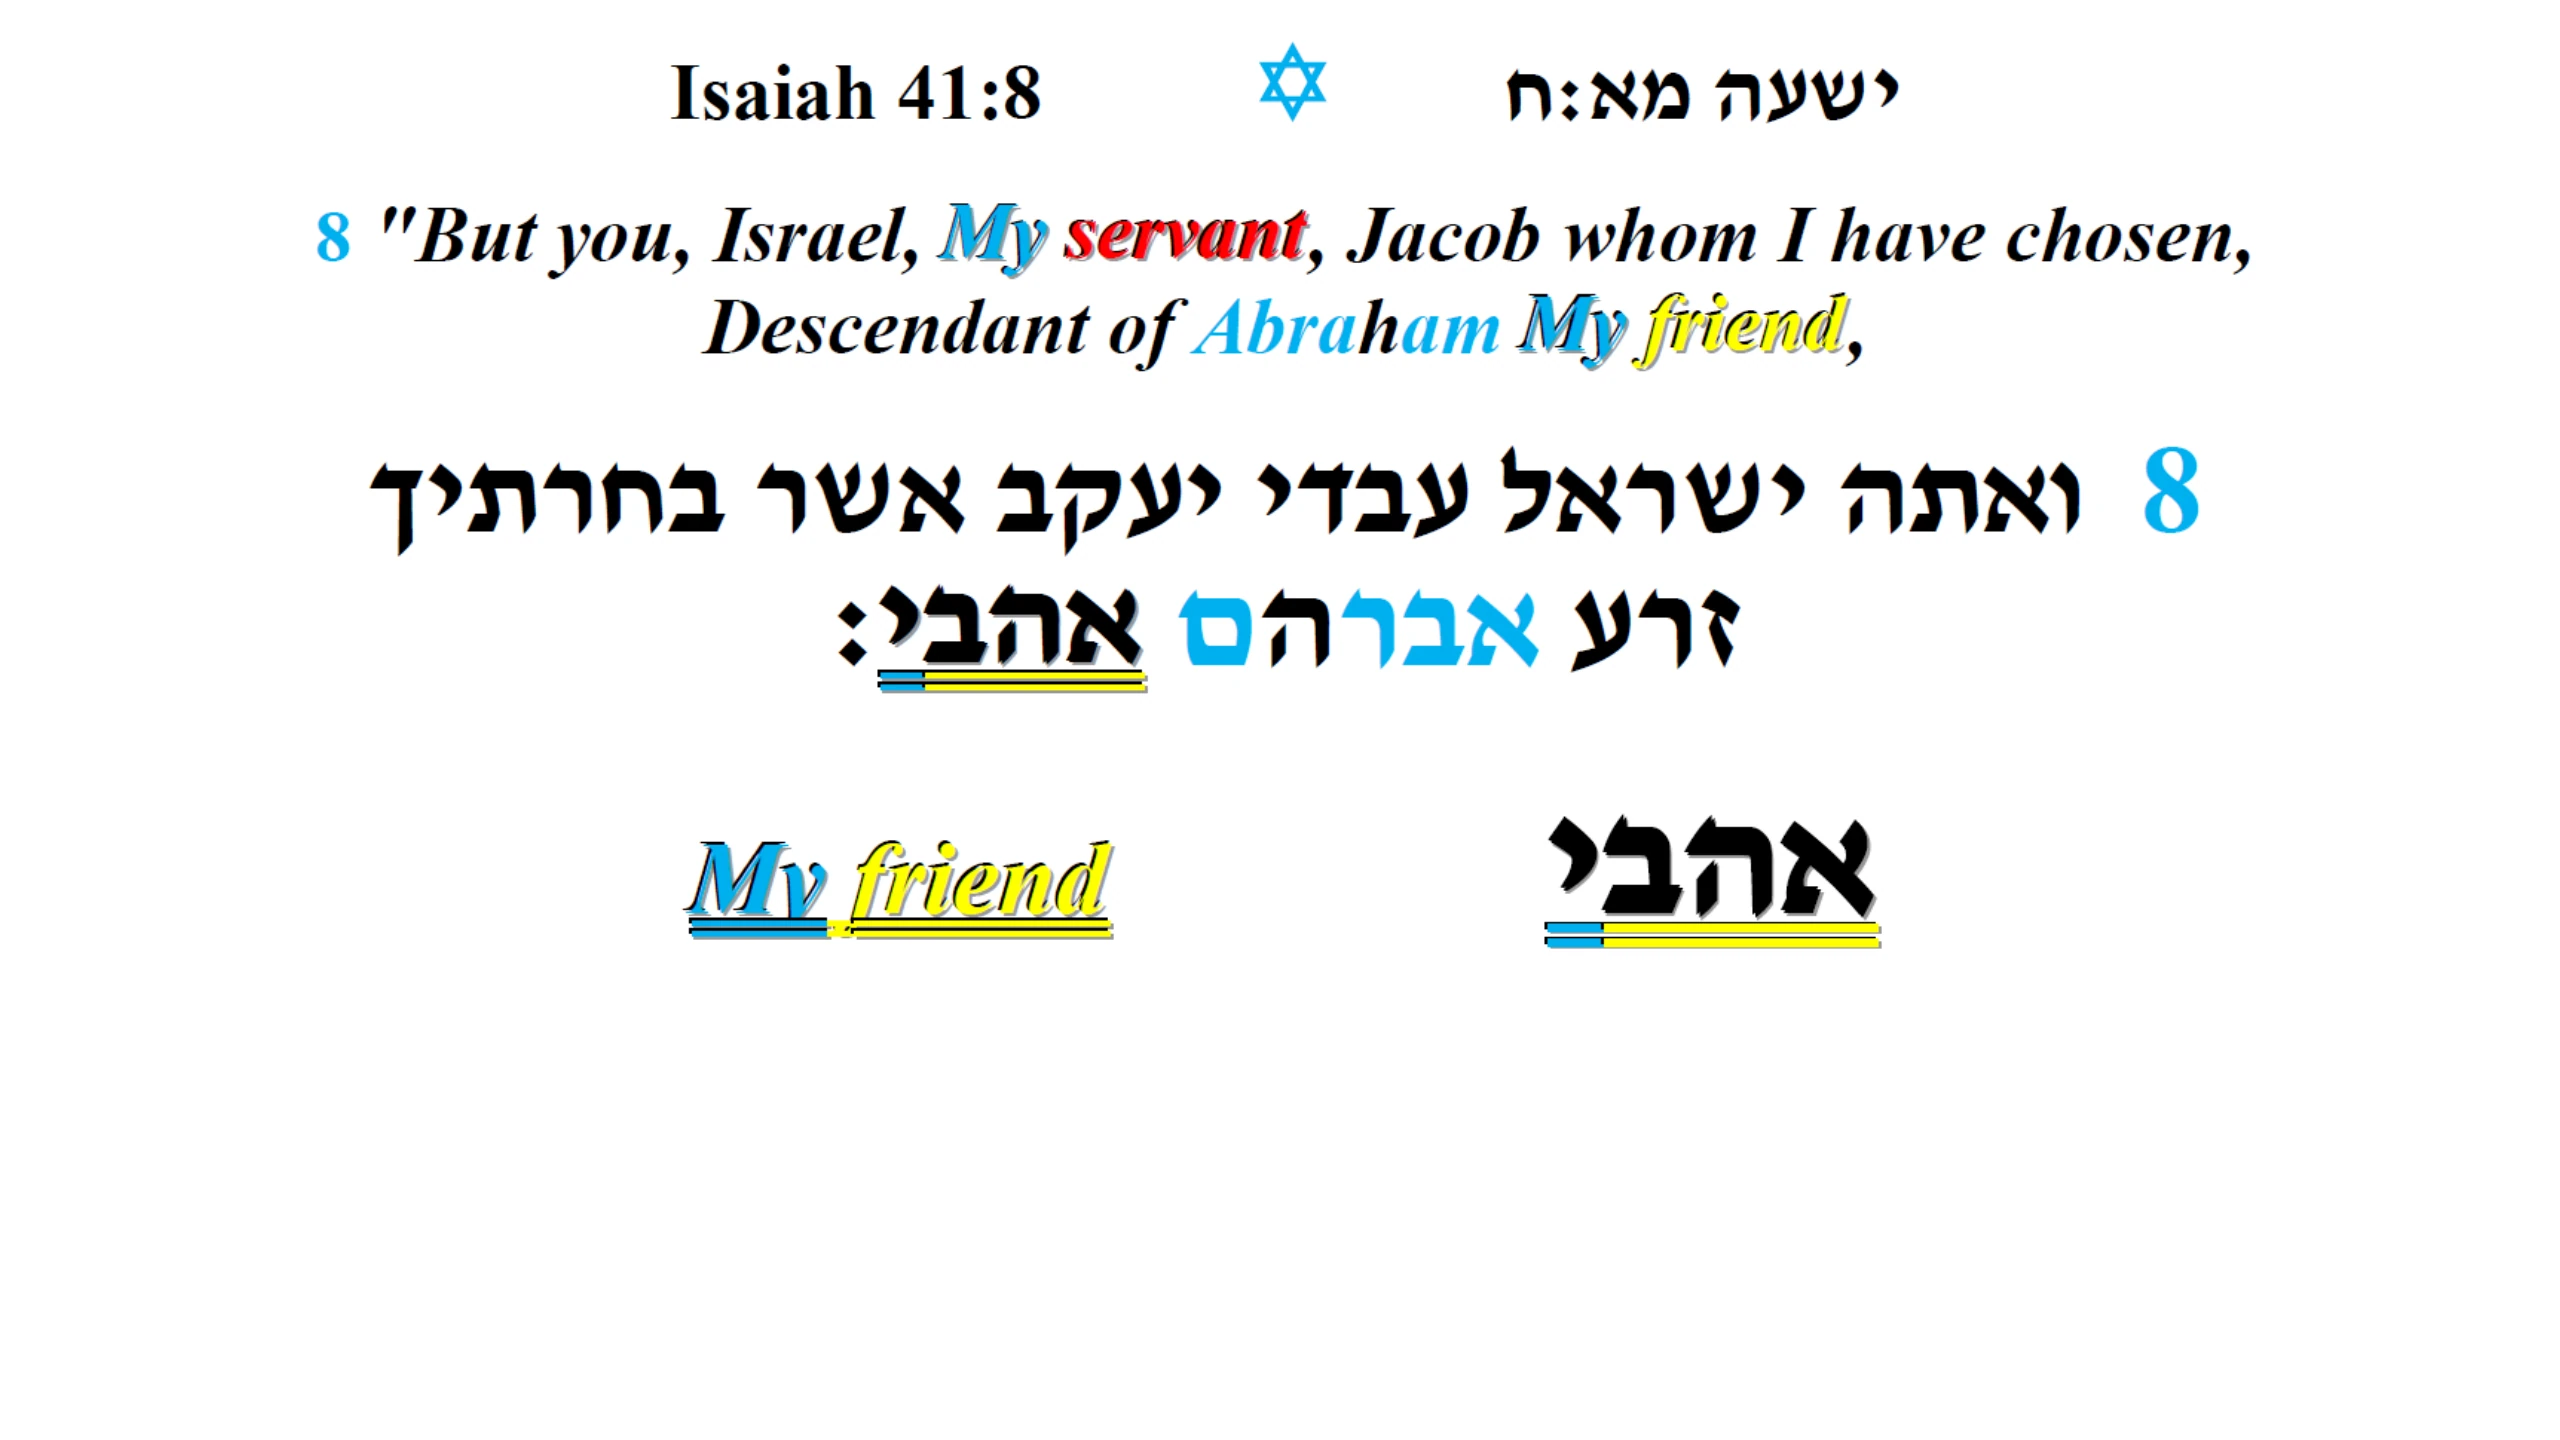 Isaiah 41:8 ✡ ישעה מא:ח
8 "But you, Israel, My servant, Jacob whom I have chosen,
Descendant of Abraham My friend,
8 ואתה ישראל עבדי יעקב אשר בחרתיך
זרע אברהם אהבי:
My friend אהבי